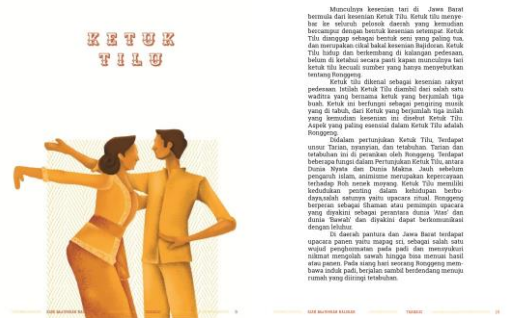 KETUK
TILU
Munculnya kesenian tari di Jawa Barat
bermula dari kesenian Ketuk Tilu. Ketuk tilu menye-
bar ke seluruh pelosok daerah yang kemudian
bercampur dengan bentuk kesenian setempat. Ketuk
Tilu dianggap sebagai bentuk seni yang paling tua,
dan merupakan cikal bakal kesenian Bajidoran. Ketuk
Tilu hidup dan berkembang di kalangan pedesaan,
belum di ketahui secara pasti kapan munculnya tari
ketuk tilu kecuali sumber yang hanya menyebutkan
tentang Ronggeng.
Ketuk tilu dikenal sebagai kesenian rakyat
pedesaan. Istilah Ketuk Tilu diambil dari salah satu
waditra yang bernama ketuk yang berjumlah tiga
buah, Ketuk ini berfungsi sebagai pengiring musik
yang di tabuh, dari Ketuk yang berjumlah tiga inilah
yang kemudian kesenian ini disebut Ketuk Tilu.
Aspek yang paling esensial dalam Ketuk Tilu adalah
Ronggeng.
Didalam pertunjukan Ketuk Tilu, Terdapat
unsur Tarian, nyanyian, dan tetabuhan. Tarian dan
tetabuhan ini di perankan oleh Ronggeng. Terdapat
beberapa fungsi dalam Pertunjukan Ketuk Tilu, antara
Dunia Nyata dan Dunia Makna. Jauh sebelum
pengaruh islam, animisme merupakan kepercayaan
terhadap Roh nenek moyang. Ketuk Tilu memiliki
kedudukan penting dalam kehidupan berbu-
daya,salah satunya yaitu upacara ritual. Ronggeng
berperan sebagai Shaman atau pemimpin upacara
yang diyakini sebagai perantara dunia 'Atas' dan
dunia 'Bawah' dan diyakini dapat berkomunikasi
dengan leluhur.
Di daerah pantura dan Jawa Barat terdapat
upacara panen yaitu mapag sri, sebagai salah satu
wujud penghormatan pada padi dan mensyukuri
nikmat mengolah sawah hingga bisa menuai hasil
atau panen. Pada siang hari seorang Ronggeng mem-
bawa induk padi, berjalan sambil berdendang menuju
rumah yang diiringi tetabuhan.